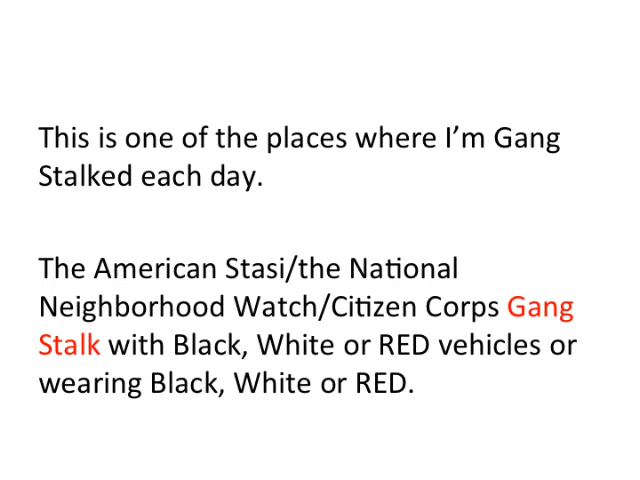 This is one of the places where I’m Gang
Stalked each day.
The American Stasi/the National
Neighborhood Watch/Citizen Corps Gang
Stalk with Black, White or RED vehicles or
wearing Black, White or RED.